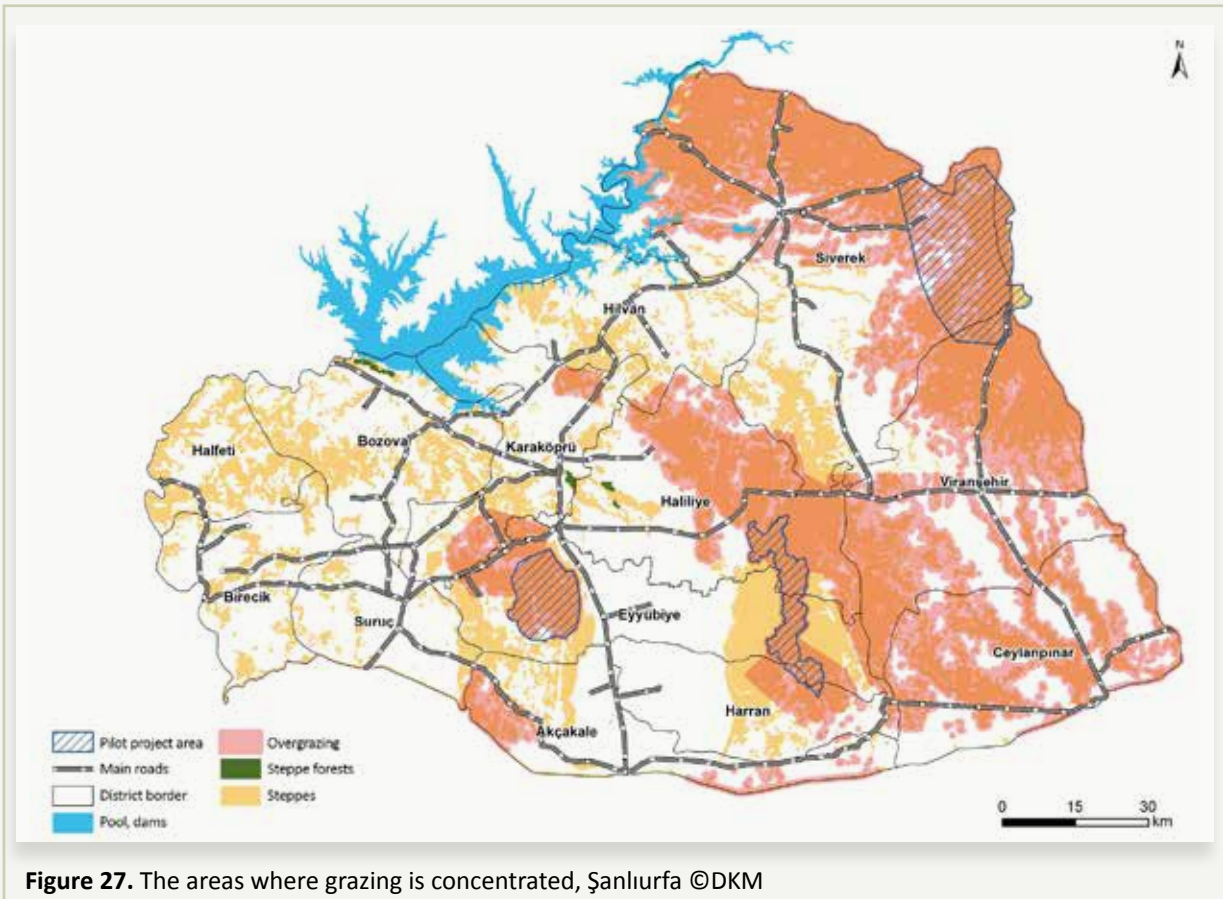 N
Siverek
Hilvan
Halfeti
Bozova
Karaköprü
Haliliye
Viranşehir
Birecik
Suruç
Eyyübiye
Ceylanpınar
Harran
Akçakale
Pilot project area
Main roads
District border
Pool, dams
Overgrazing
Steppe forests
Steppes
0 15 30
km
Figure 27. The areas where grazing is concentrated, Şanlıurfa ©DKM